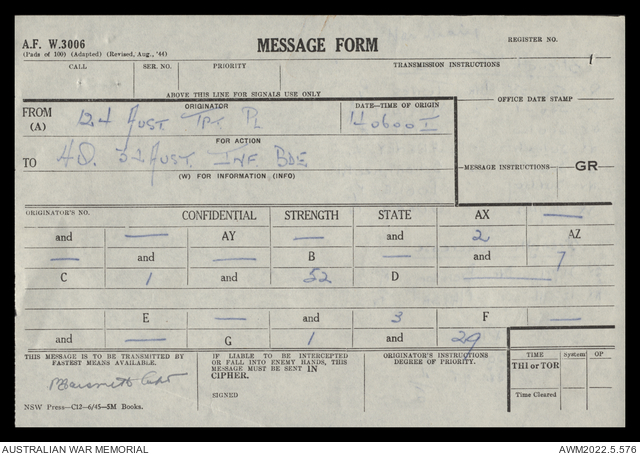 A.F. W.3006
(Pads of 100) (Adapted) (Revised, Aug., '44)
MESSAGE FORM
REGISTER NO.
CALL SER. NO. PRIORITY TRANSMISSION INSTRUCTIONS 1
ABOVE THIS LINE FOR SIGNALS USE ONLY
OFFICE DATE STAMP
FROM ORIGINATOR DATE-TIME OF ORIGIN
(A) 124 AUST TPT PL 140600 I
FOR ACTION
TO HQ. 34 AUST. INF BDE
(W) FOR INFORMATION (INFO)
MESSAGE INSTRUCTIONS GR
ORIGINATOR'S NO. CONFIDENTIAL STRENGTH STATE AX —
and — AY — and 2 AZ
— and — B — and 7
C 1 and 52 D —
E — and 3 F —
and — G 1 and 29
THIS MESSAGE IS TO BE TRANSMITTED BY
FASTEST MEANS AVAILABLE.
Capt
NSW Press—C12—6/45—5M Books.
IF LIABLE TO BE INTERCEPTED
OR FALL INTO ENEMY HANDS, THIS
MESSAGE MUST BE SENT IN
CIPHER.
SIGNED
ORIGINATOR'S INSTRUCTIONS
DEGREE OF PRIORITY.
TIME System OP
THI or TOR
Time Cleared
AUSTRALIAN WAR MEMORIAL AWM2022.5.576